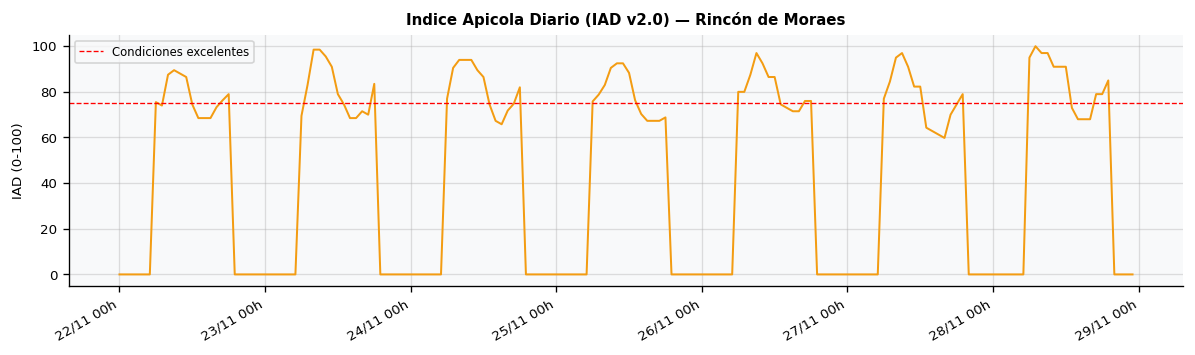 Indice Apicola Diario (IAD v2.0) — Rincón de Moraes
Condiciones excelentes
IAD (0-100)
100
80
60
40
20
0
22/11 00h
23/11 00h
24/11 00h
25/11 00h
26/11 00h
27/11 00h
28/11 00h
29/11 00h